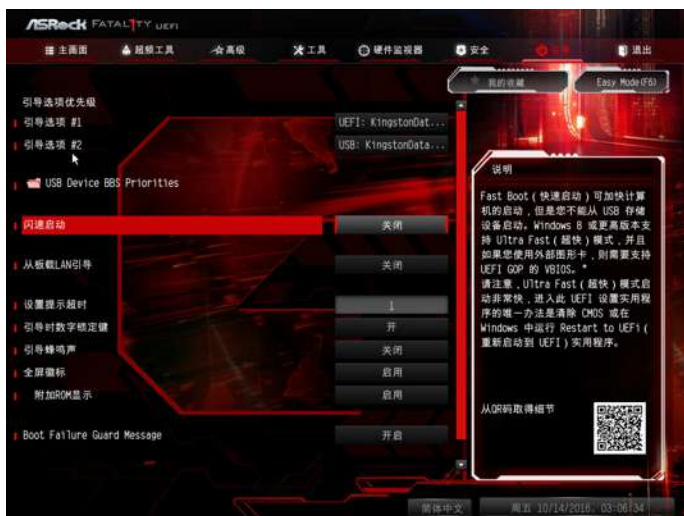 ASRock FATAL1TY UEFI
主画面 超频工具 高级 工具 硬件监视器 安全 退出
我的收藏 Easy Mode(F6)
引导选项优先级
引导选项 #1 UEFI: KingstonDat...
引导选项 #2 USB: KingstonData...
USB Device BBS Priorities
闪速启动 关闭
从板载LAN引导 关闭
设置提示超时 1
引导时数字锁定键 开
引导蜂鸣声 关闭
全屏徽标 启用
附加ROM显示 启用
Boot Failure Guard Message 开启
说明
Fast Boot ( 快速启动 ) 可加快计算
机的启动 , 但是您不能从 USB 存储
设备启动。Windows 8 或更高版本支
持 Ultra Fast ( 超快 ) 模式 , 并且
如果您使用外部图形卡 , 则需要支持
UEFI GOP 的 VBIOS。 *
请注意 , Ultra Fast ( 超快 ) 模式启
动非常快 , 进入此 UEFI 设置实用程
序的唯一办法是清除 CMOS 或在
Windows 中运行 Restart to UEFI (
重新启动到 UEFI ) 实用程序。
从QR码取得细节
简体中文 周五 10/14/2016, 03:06:34